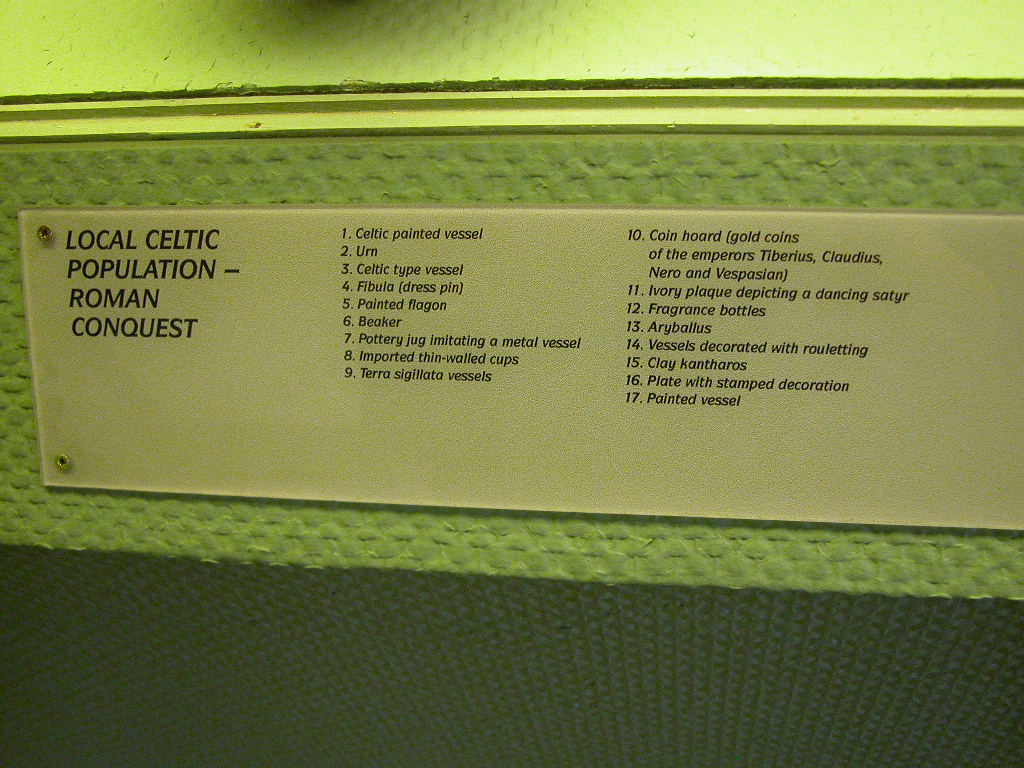 LOCAL CELTIC
POPULATION –
ROMAN
CONQUEST
1. Celtic painted vessel
2. Urn
3. Celtic type vessel
4. Fibula (dress pin)
5. Painted flagon
6. Beaker
7. Pottery jug imitating a metal vessel
8. Imported thin-walled cups
9. Terra sigillata vessels
10. Coin hoard (gold coins
of the emperors Tiberius, Claudius,
Nero and Vespasian)
11. Ivory plaque depicting a dancing satyr
12. Fragrance bottles
13. Aryballus
14. Vessels decorated with rouletting
15. Clay kantharos
16. Plate with stamped decoration
17. Painted vessel